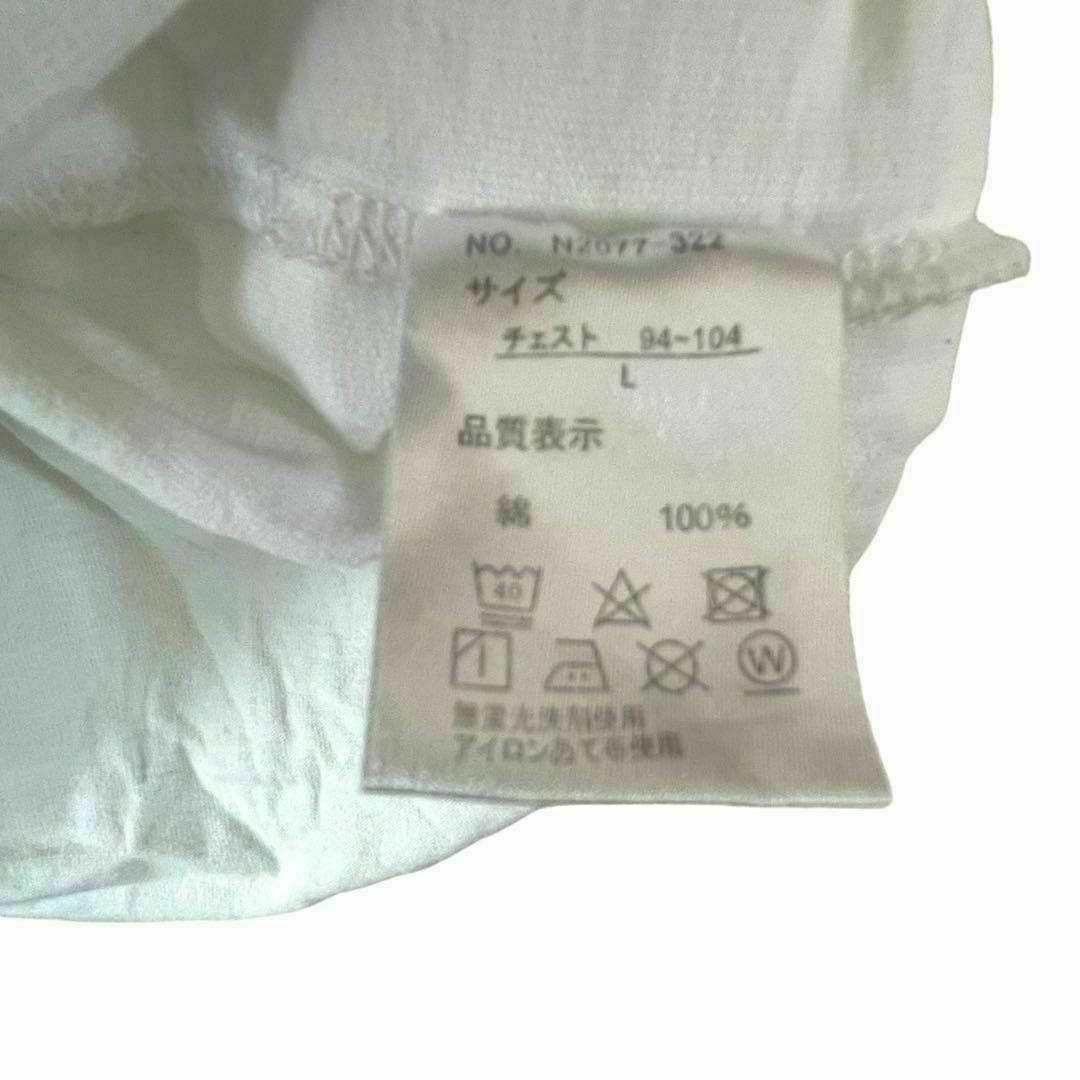 NO. N2677-322
サイズ
チェスト 94~104
L
品質表示
綿 100%
40
W
無蛍光洗剤使用
アイロンあて布使用